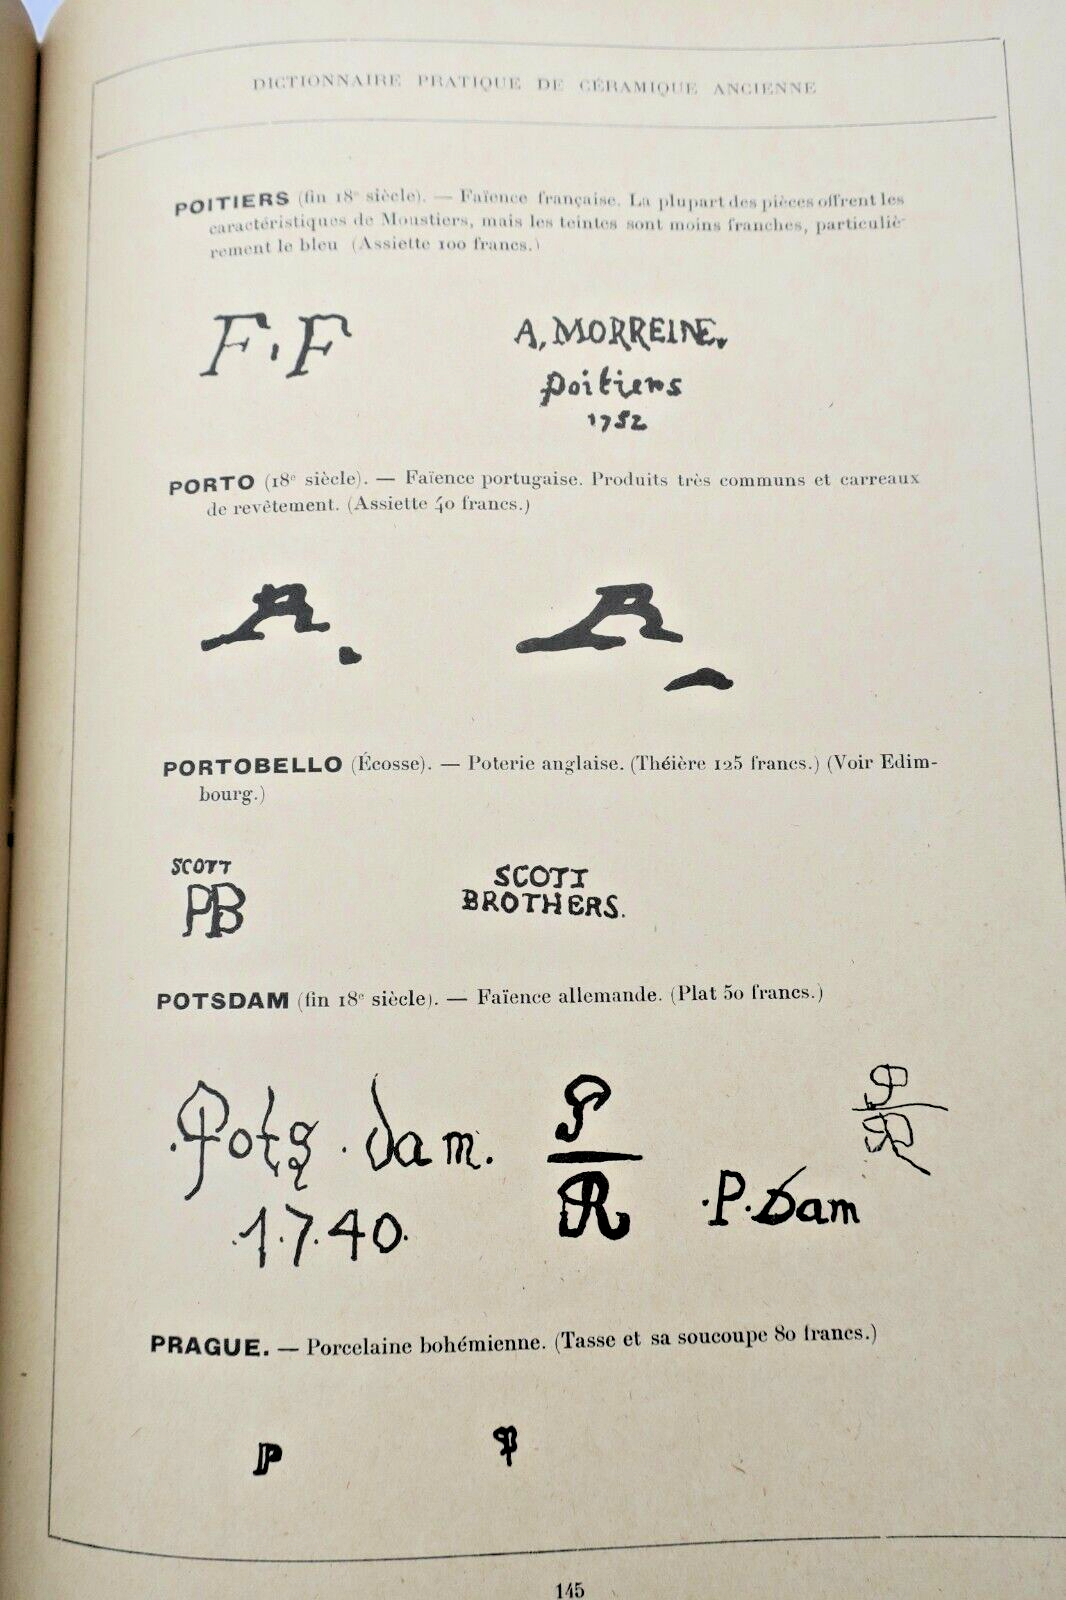 DICTIONNAIRE PRATIQUE DE CÉRAMIQUE ANCIENNE
POITIERS (fin 18e siècle). — Faïence française. La plupart des pièces offrent les
caractéristiques de Moustiers, mais les teintes sont moins franches, particuliè-
rement le bleu (Assiette 100 francs.)
F. F
A, MORREINE.
Poitiers
1752
PORTO (18e siècle). — Faïence portugaise. Produits très communs et carreaux
de revêtement. (Assiette 40 francs.)
R. R.
PORTOBELLO (Écosse). — Poterie anglaise. (Théière 125 francs.) (Voir Edim-
bourg.)
SCOTT
PB
SCOTT
BROTHERS.
POTSDAM (fin 18e siècle). — Faïence allemande. (Plat 50 francs.)
.Pots.dam.
1.7.40.
P
R
.P.Dam
P
R
PRAGUE. — Porcelaine bohémienne. (Tasse et sa soucoupe 80 francs.)
P P
145